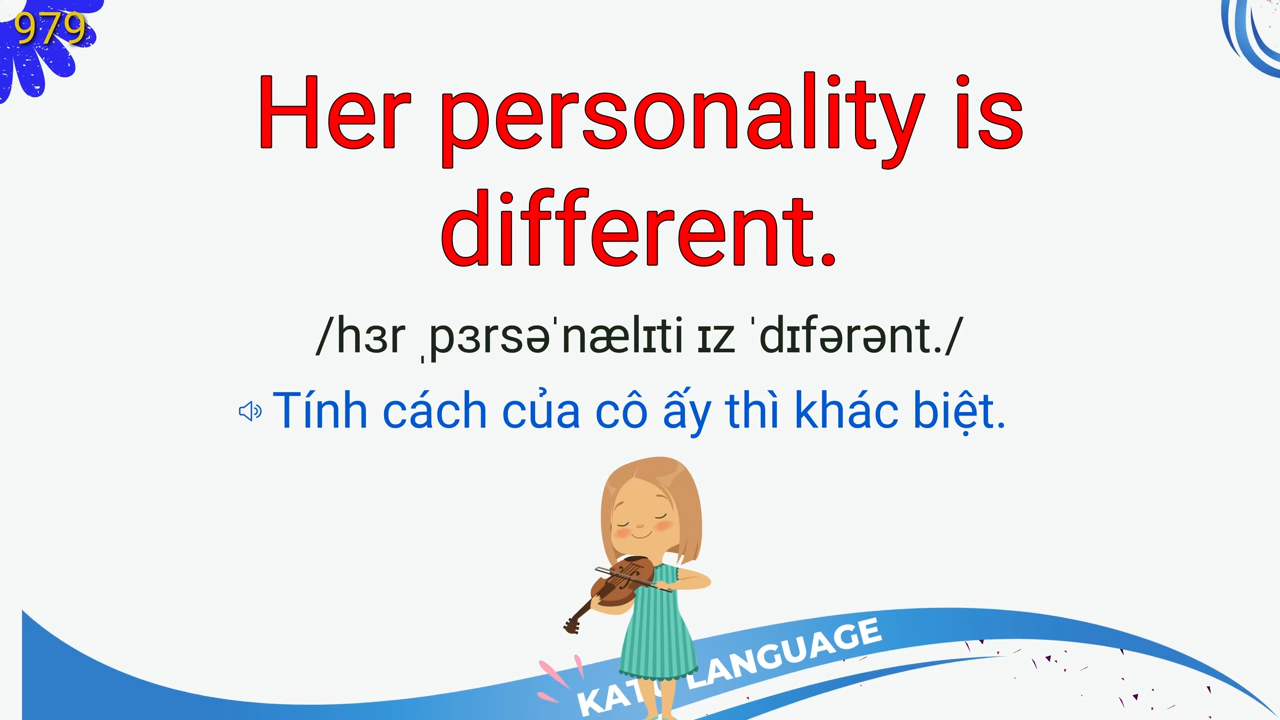 979
Her personality is
different.
/hɜr ˌpɜrsəˈnælɪti ɪz ˈdɪfərənt./
Tính cách của cô ấy thì khác biệt.
LANGUAGE